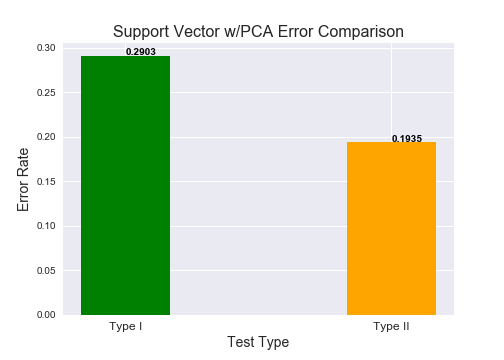 Support Vector w/PCA Error Comparison
0.30
0.25
0.20
0.15
0.10
0.05
0.00
Error Rate
0.2903
0.1935
Type I
Type II
Test Type